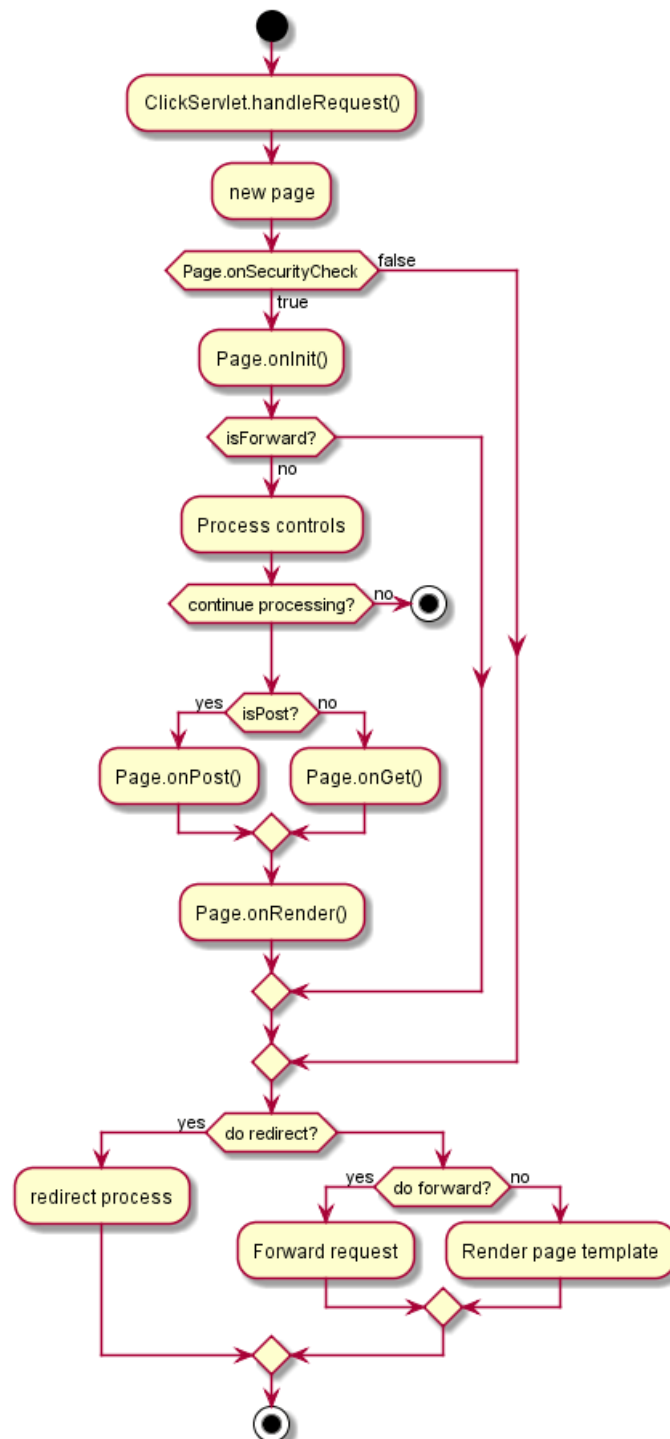 ClickServlet.handleRequest()
new page
Page.onSecurityCheck
false
true
Page.onInit()
isForward?
no
Process controls
continue processing?
no
yes
isPost?
no
Page.onPost()
Page.onGet()
Page.onRender()
yes
do redirect?
redirect process
yes
do forward?
no
Forward request
Render page template